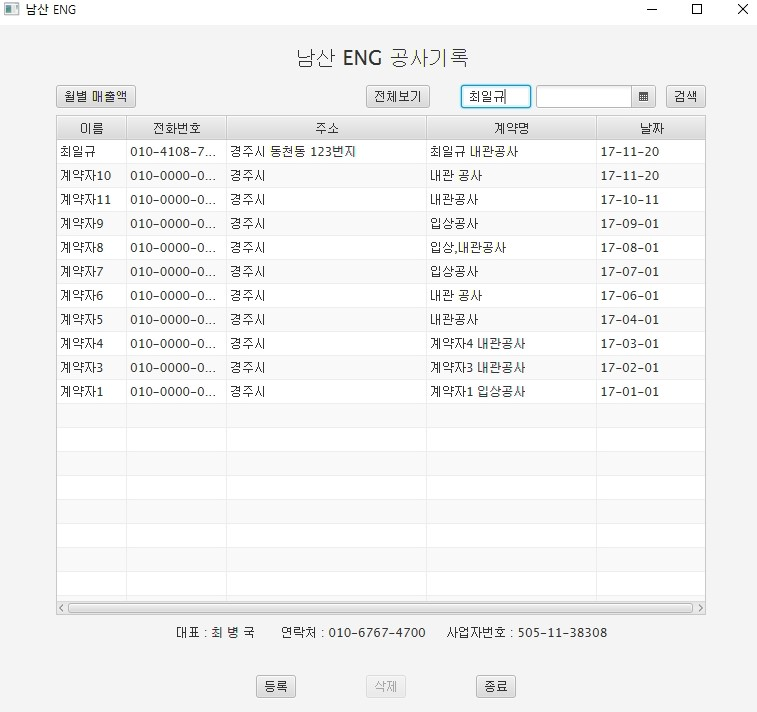 남산 ENG
남산 ENG 공사기록
월별 매출액 전체보기 최일규 검색
이름 전화번호 주소 계약명 날짜
최일규 010-4108-7... 경주시 동천동 123번지 최일규 내관공사 17-11-20
계약자10 010-0000-0... 경주시 내관 공사 17-11-20
계약자11 010-0000-0... 경주시 내관공사 17-10-11
계약자9 010-0000-0... 경주시 입상공사 17-09-01
계약자8 010-0000-0... 경주시 입상,내관공사 17-08-01
계약자7 010-0000-0... 경주시 입상공사 17-07-01
계약자6 010-0000-0... 경주시 내관 공사 17-06-01
계약자5 010-0000-0... 경주시 내관공사 17-04-01
계약자4 010-0000-0... 경주시 계약자4 내관공사 17-03-01
계약자3 010-0000-0... 경주시 계약자3 내관공사 17-02-01
계약자1 010-0000-0... 경주시 계약자1 입상공사 17-01-01
대표 : 최 병 국 연락처 : 010-6767-4700 사업자번호 : 505-11-38308
등록 삭제 종료